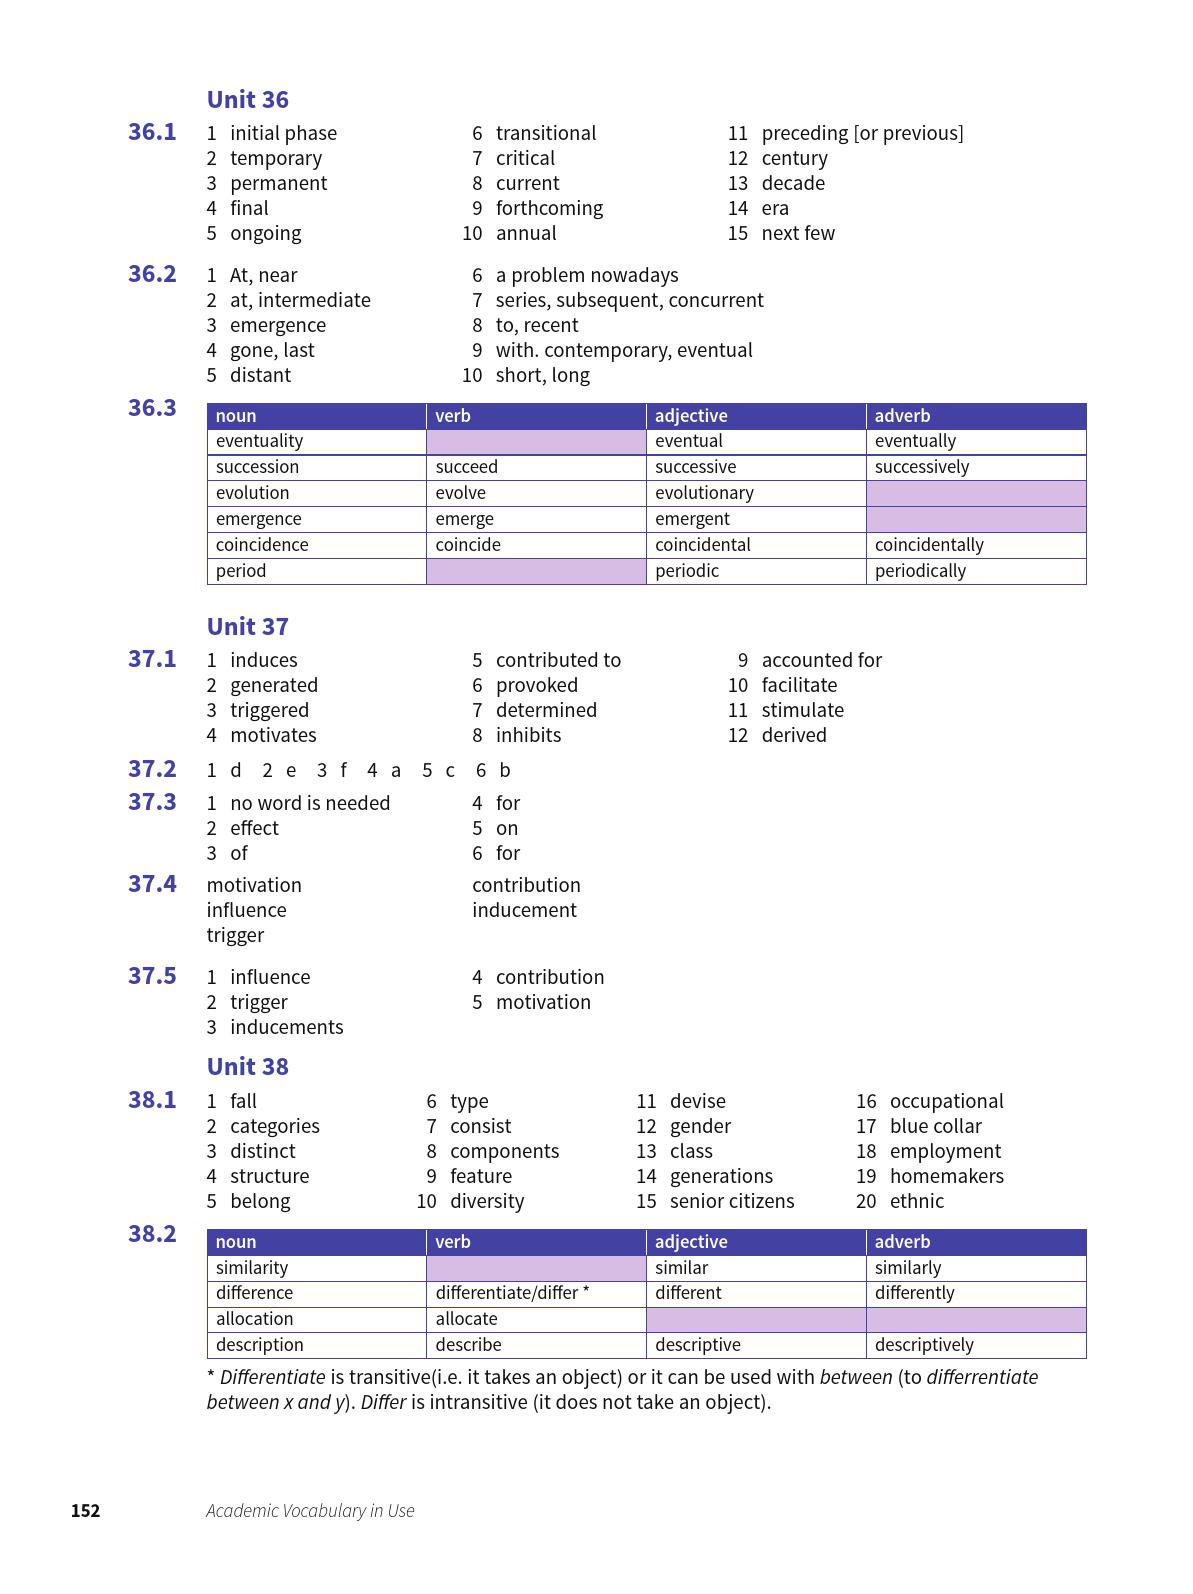 Unit 36
36.1
1 initial phase
2 temporary
3 permanent
4 final
5 ongoing
6 transitional
7 critical
8 current
9 forthcoming
10 annual
11 preceding [or previous]
12 century
13 decade
14 era
15 next few
36.2
1 At, near
2 at, intermediate
3 emergence
4 gone, last
5 distant
6 a problem nowadays
7 series, subsequent, concurrent
8 to, recent
9 with. contemporary, eventual
10 short, long
36.3
noun verb adjective adverb
eventuality eventual eventually
succession succeed successive successively
evolution evolve evolutionary
emergence emerge emergent
coincidence coincide coincidental coincidentally
period periodic periodically
Unit 37
37.1
1 induces
2 generated
3 triggered
4 motivates
5 contributed to
6 provoked
7 determined
8 inhibits
9 accounted for
10 facilitate
11 stimulate
12 derived
37.2
1 d 2 e 3 f 4 a 5 c 6 b
37.3
1 no word is needed
2 effect
3 of
4 for
5 on
6 for
37.4
motivation
influence
trigger
contribution
inducement
37.5
1 influence
2 trigger
3 inducements
4 contribution
5 motivation
Unit 38
38.1
1 fall
2 categories
3 distinct
4 structure
5 belong
6 type
7 consist
8 components
9 feature
10 diversity
11 devise
12 gender
13 class
14 generations
15 senior citizens
16 occupational
17 blue collar
18 employment
19 homemakers
20 ethnic
38.2
noun verb adjective adverb
similarity similar similarly
difference differentiate/differ * different differently
allocation allocate
description describe descriptive descriptively
* Differentiate is transitive(i.e. it takes an object) or it can be used with between (to differrentiate
between x and y). Differ is intransitive (it does not take an object).
152 Academic Vocabulary in Use